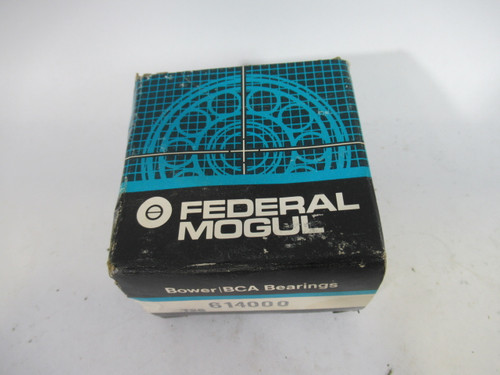 FEDERAL
MOGUL
Bower/BCA Bearings
614000